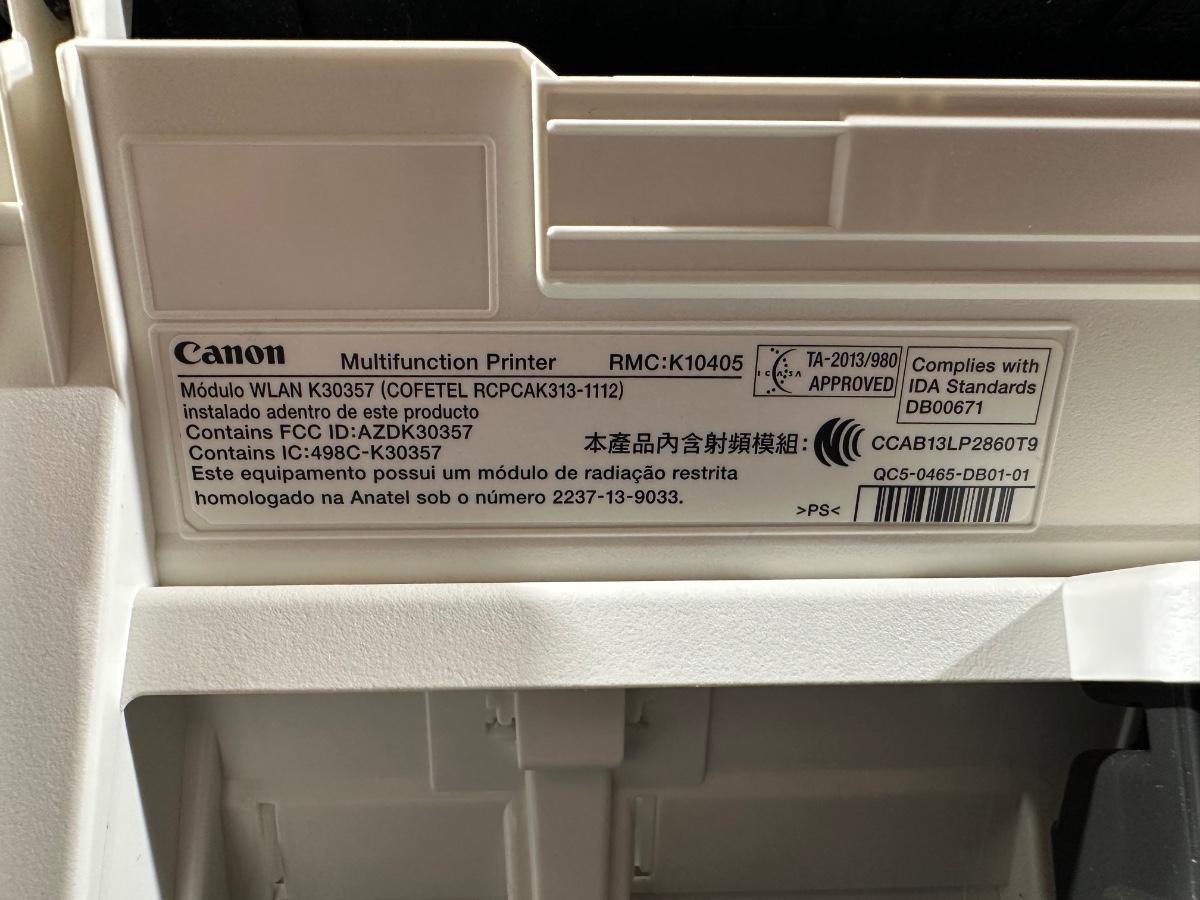 Canon Multifunction Printer RMC:K10405
ICASA TA-2013/980
APPROVED
Complies with
IDA Standards
DB00671
Módulo WLAN K30357 (COFETEL RCPCAK313-1112)
instalado adentro de este producto
Contains FCC ID:AZDK30357
Contains IC:498C-K30357
本產品內含射頻模組: CCAB13LP2860T9
Este equipamento possui um módulo de radiação restrita
homologado na Anatel sob o número 2237-13-9033.
QC5-0465-DB01-01
>PS<